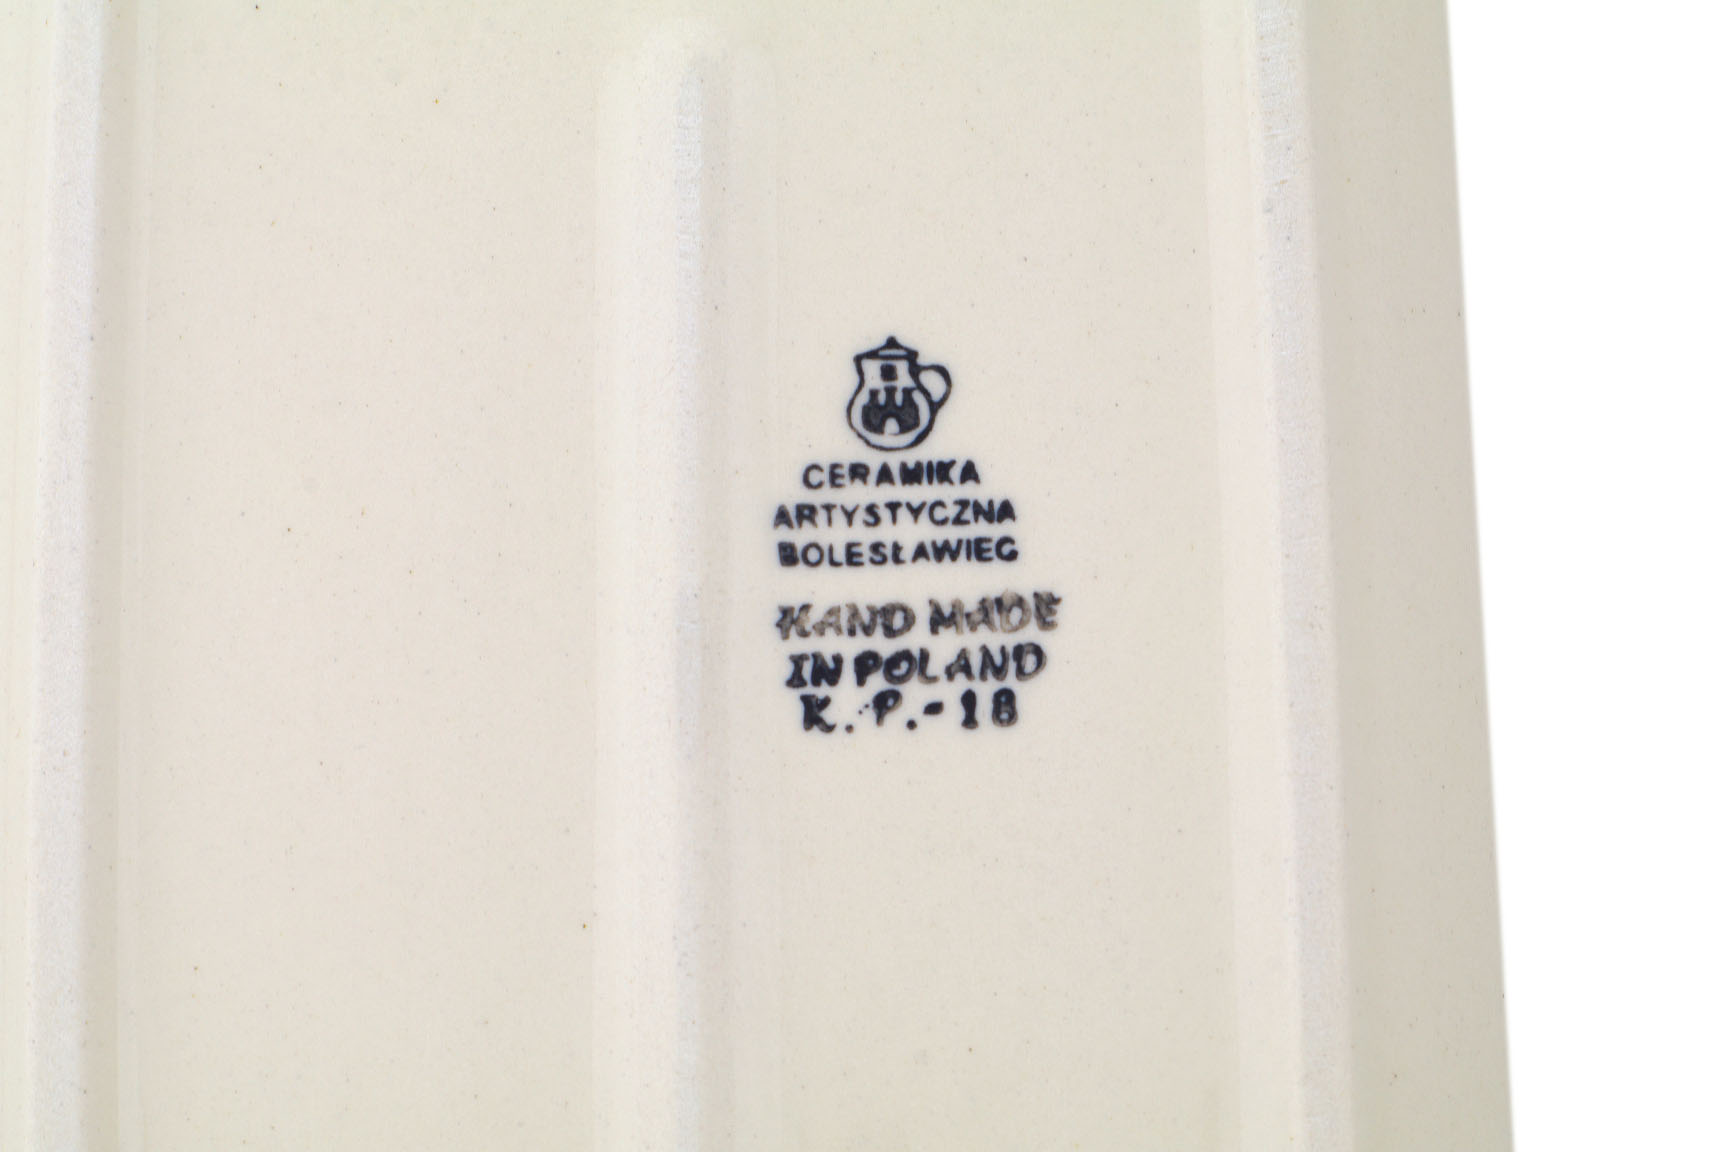 CERAMIKA
ARTYSTYCZNA
BOLESŁAWIEC
HAND MADE
IN POLAND
K.P.-18